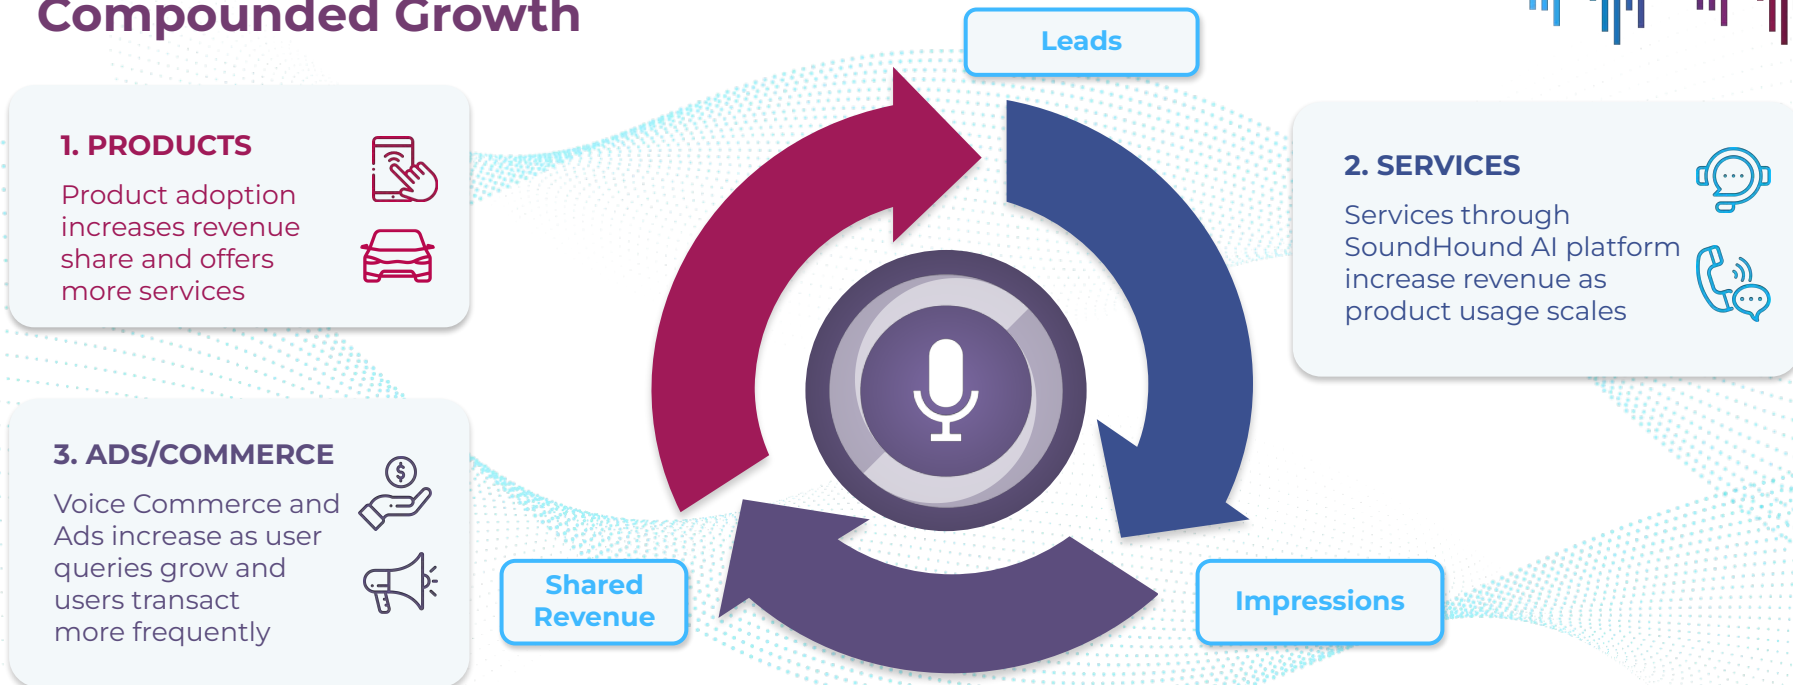 Compounded Growth
Leads
1. PRODUCTS
Product adoption
increases revenue
share and offers
more services
2. SERVICES
Services through
SoundHound AI platform
increase revenue as
product usage scales
3. ADS/COMMERCE
Voice Commerce and
Ads increase as user
queries grow and
users transact
more frequently
$
Shared
Revenue
Impressions